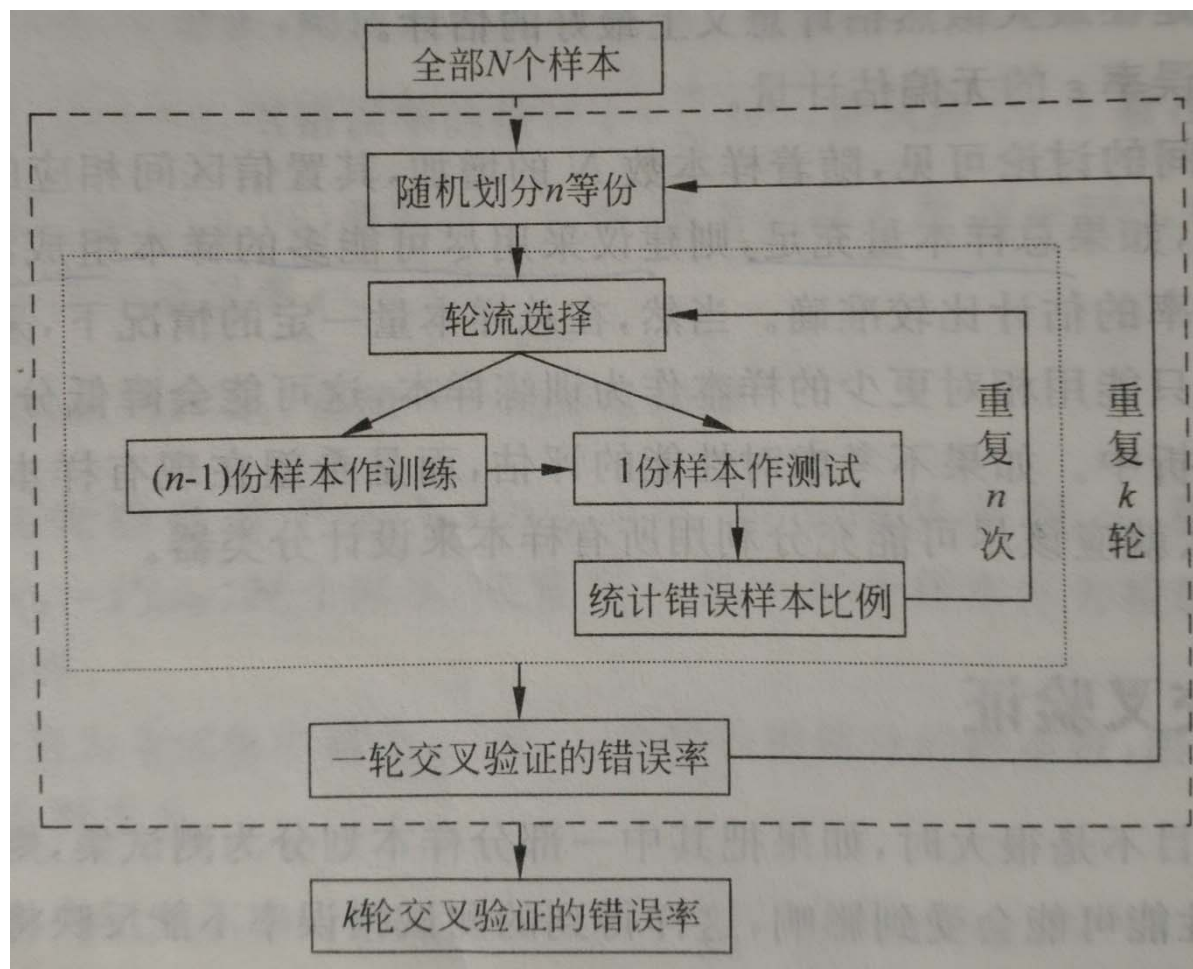 全部N个样本
随机划分n等份
轮流选择
(n-1)份样本作训练
1份样本作测试
统计错误样本比例
重复n次
重复k轮
一轮交叉验证的错误率
k轮交叉验证的错误率